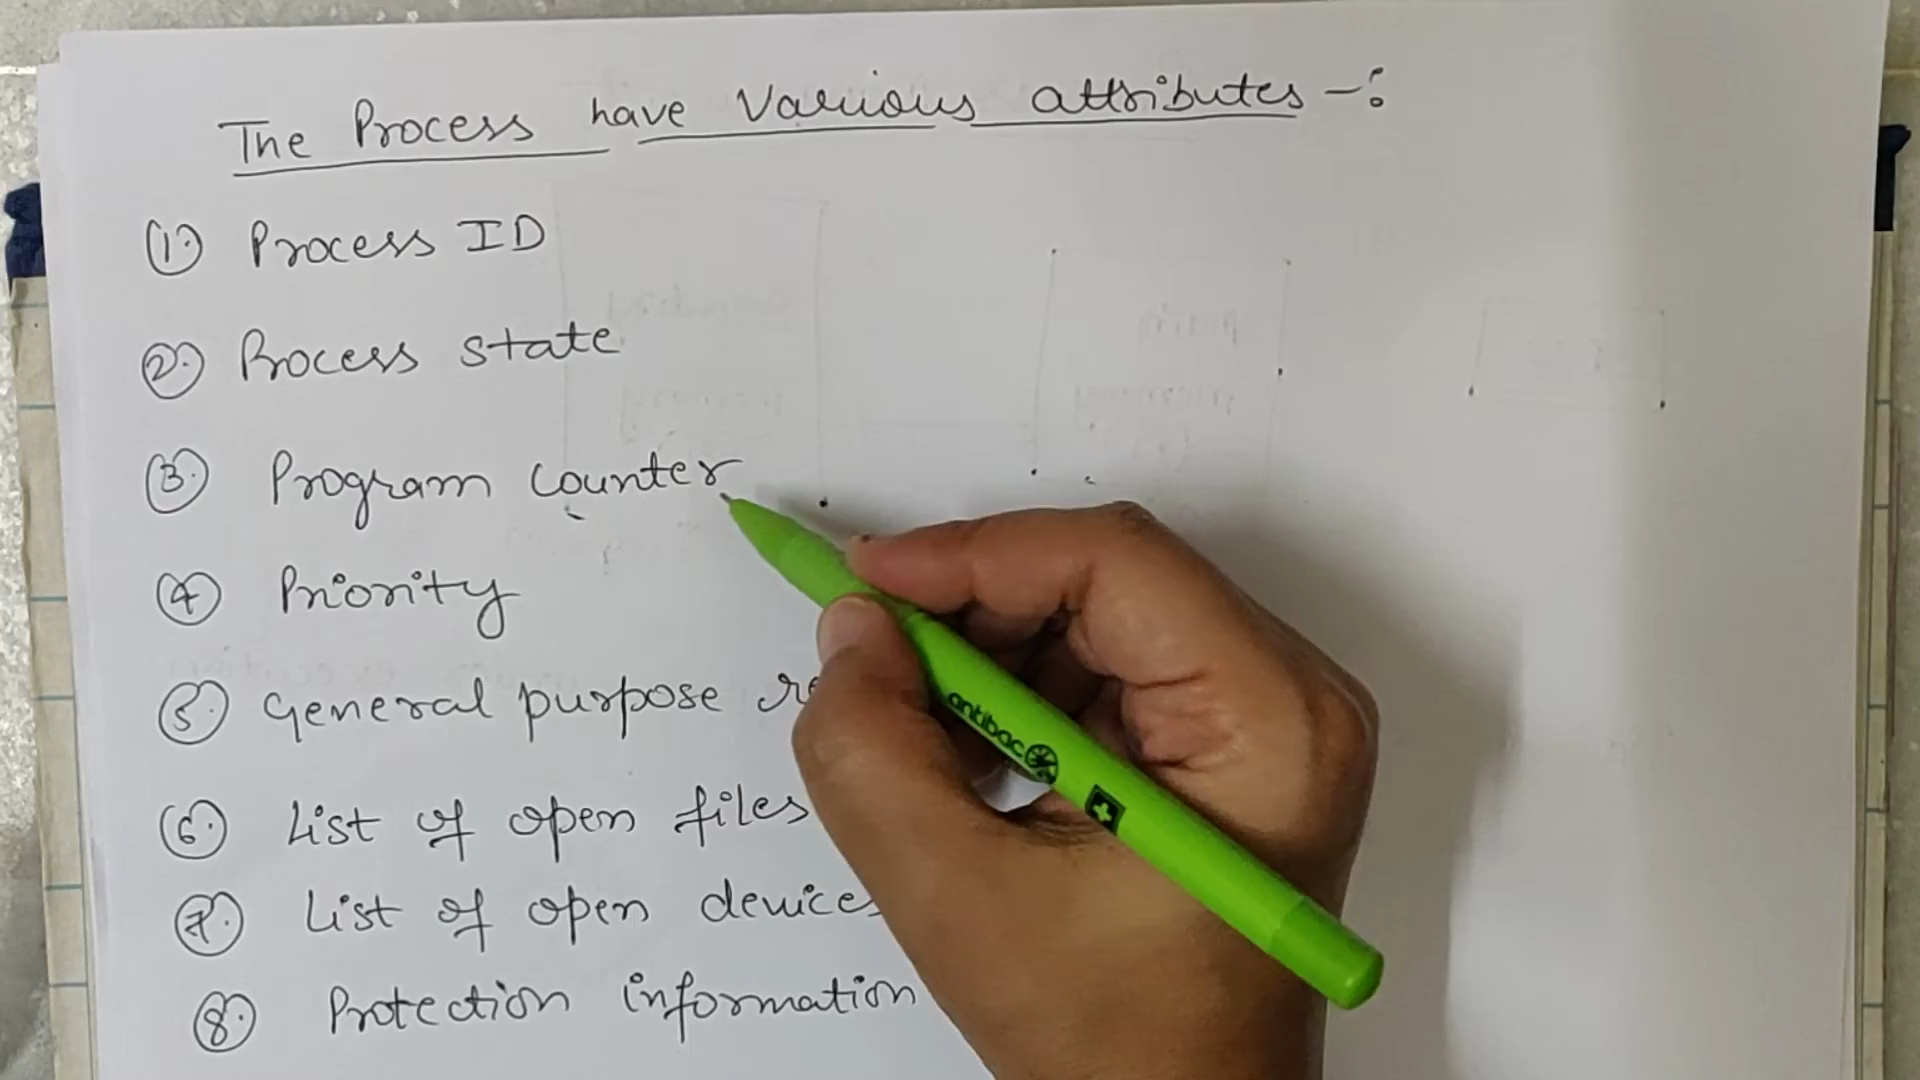 The Process have Various attributes -:
1. Process ID
2. Process state
3. Program counter
4. Priority
5. General purpose
6. List of open files
7. List of open devices
8. Protection information
antibac